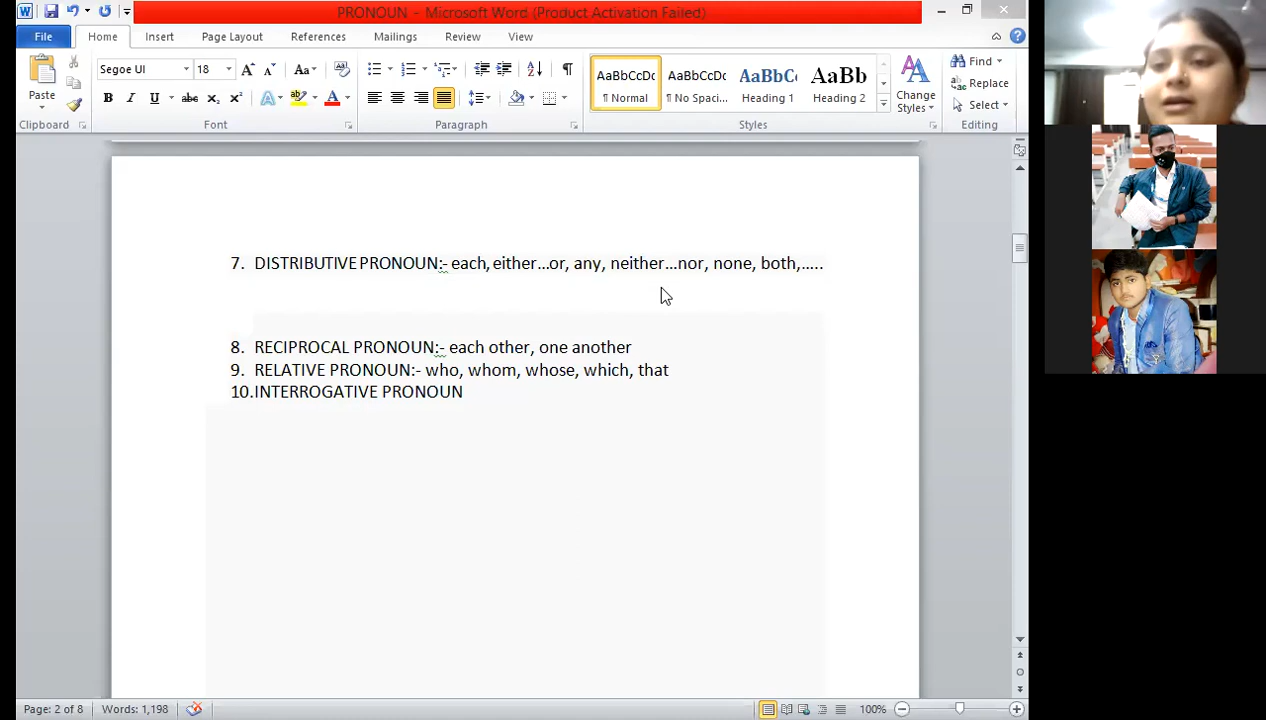 PRONOUN - Microsoft Word (Product Activation Failed)
File Home Insert Page Layout References Mailings Review View
Paste
Segoe UI 18
AaBbCcDc AaBbCcDc AaBbC AaBb
¶ Normal ¶ No Spaci... Heading 1 Heading 2
Change Styles
Find
Replace
Select
Clipboard Font Paragraph Styles Editing
7. DISTRIBUTIVE PRONOUN:- each, either...or, any, neither...nor, none, both,.....
8. RECIPROCAL PRONOUN:- each other, one another
9. RELATIVE PRONOUN:- who, whom, whose, which, that
10.INTERROGATIVE PRONOUN
Page: 2 of 8 Words: 1,198 100%